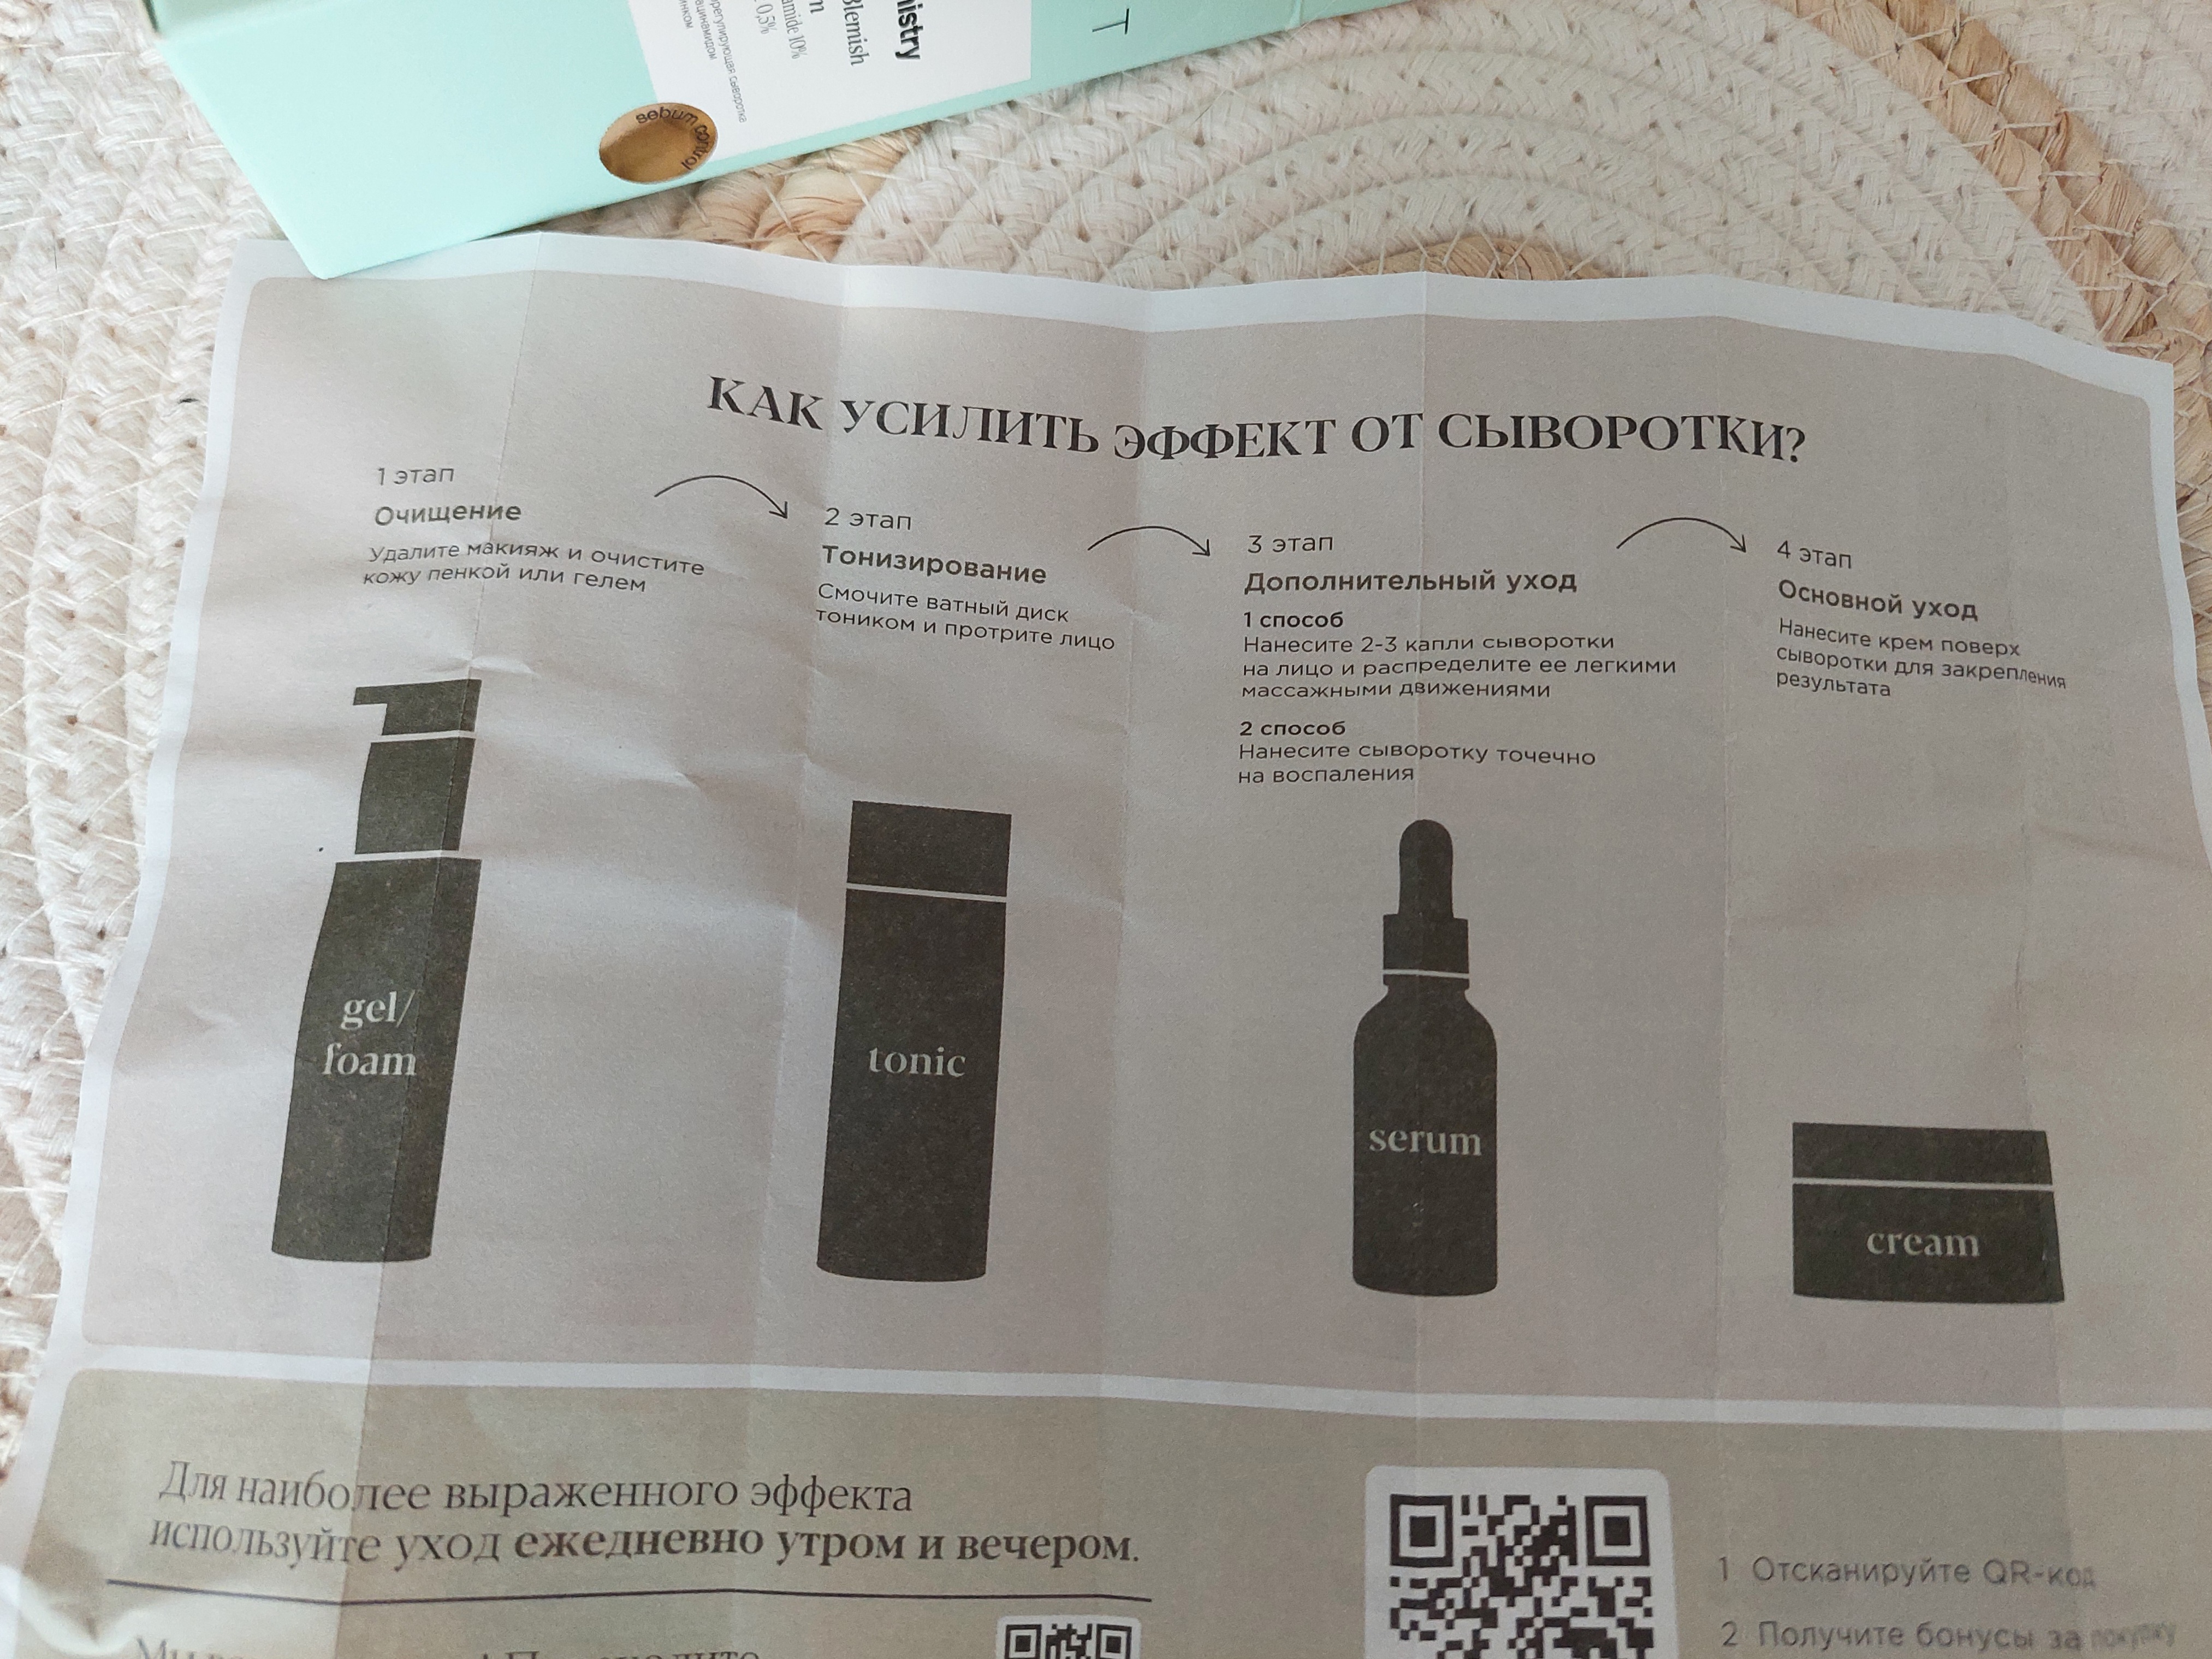 Blemish
0,5%
sebum control
КАК УСИЛИТЬ ЭФФЕКТ ОТ СЫВОРОТКИ?
1 этап
Очищение
Удалите макияж и очистите
кожу пенкой или гелем
2 этап
Тонизирование
Смочите ватный диск
тоником и протрите лицо
3 этап
Дополнительный уход
1 способ
Нанесите 2-3 капли сыворотки
на лицо и распределите ее легкими
массажными движениями
2 способ
Нанесите сыворотку точечно
на воспаления
4 этап
Основной уход
Нанесите крем поверх
сыворотки для закрепления
результата
gel/
foam
tonic
serum
cream
Для наиболее выраженного эффекта
используйте уход ежедневно утром и вечером.
1 Отсканируйте QR-код
2 Получите бонусы за покупку